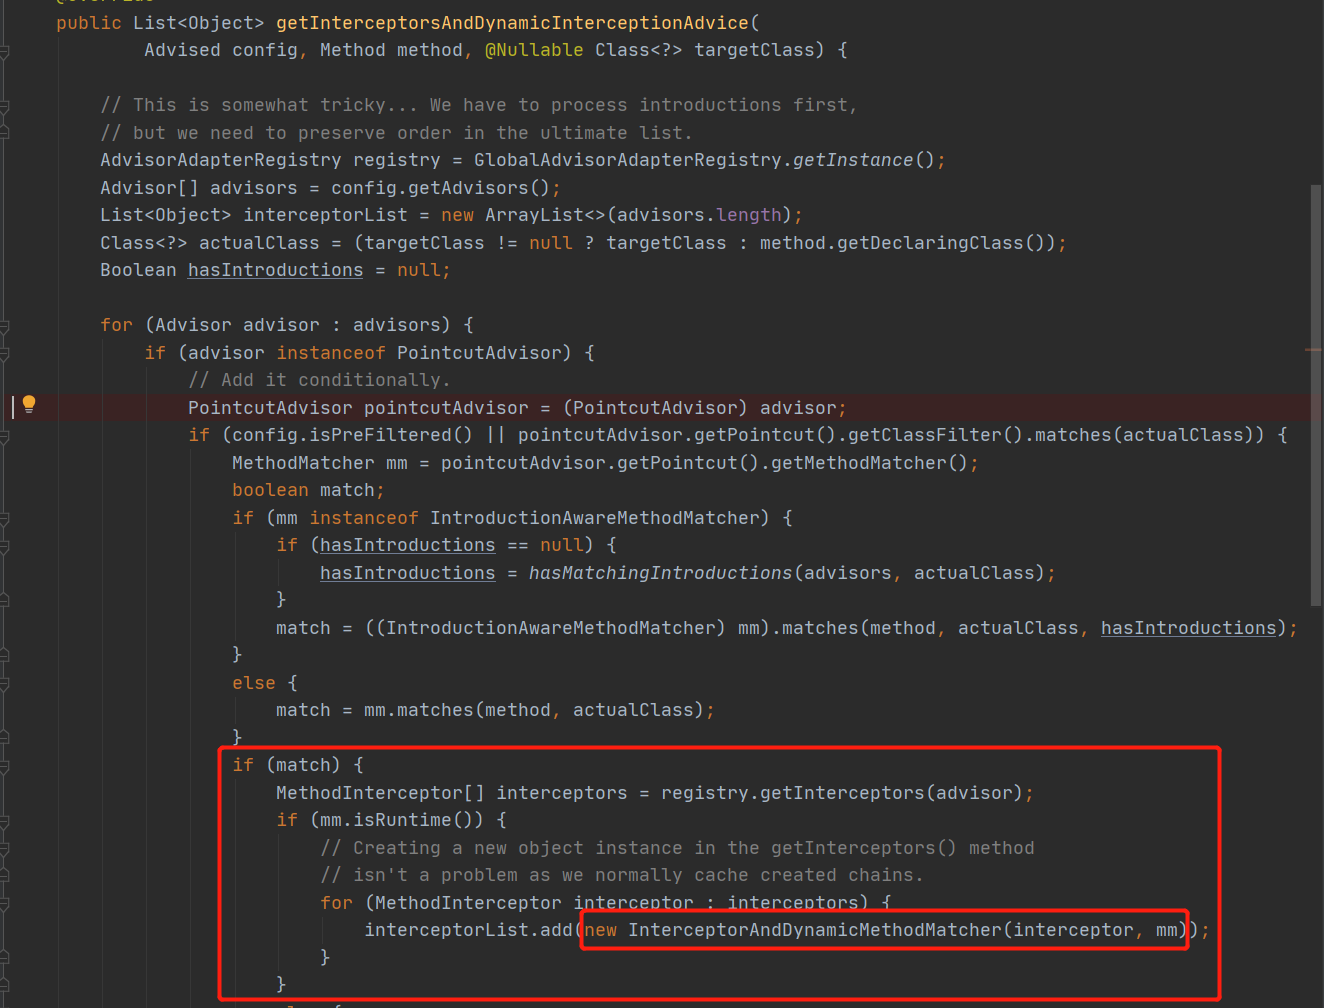 @Override
public List<Object> getInterceptorsAndDynamicInterceptionAdvice(
        Advised config, Method method, @Nullable Class<?> targetClass) {
    // This is somewhat tricky... We have to process introductions first,
    // but we need to preserve order in the ultimate list.
    AdvisorAdapterRegistry registry = GlobalAdvisorAdapterRegistry.getInstance();
    Advisor[] advisors = config.getAdvisors();
    List<Object> interceptorList = new ArrayList<>(advisors.length);
    Class<?> actualClass = (targetClass != null ? targetClass : method.getDeclaringClass());
    Boolean hasIntroductions = null;
    for (Advisor advisor : advisors) {
        if (advisor instanceof PointcutAdvisor) {
            // Add it conditionally.
            PointcutAdvisor pointcutAdvisor = (PointcutAdvisor) advisor;
            if (config.isPreFiltered() || pointcutAdvisor.getPointcut().getClassFilter().matches(actualClass)) {
                MethodMatcher mm = pointcutAdvisor.getPointcut().getMethodMatcher();
                boolean match;
                if (mm instanceof IntroductionAwareMethodMatcher) {
                    if (hasIntroductions == null) {
                        hasIntroductions = hasMatchingIntroductions(advisors, actualClass);
                    }
                    match = ((IntroductionAwareMethodMatcher) mm).matches(method, actualClass, hasIntroductions);
                }
                else {
                    match = mm.matches(method, actualClass);
                }
                if (match) {
                    MethodInterceptor[] interceptors = registry.getInterceptors(advisor);
                    if (mm.isRuntime()) {
                        // Creating a new object instance in the getInterceptors() method
                        // isn't a problem as we normally cache created chains.
                        for (MethodInterceptor interceptor : interceptors) {
                            interceptorList.add(new InterceptorAndDynamicMethodMatcher(interceptor, mm));
                        }
                    }